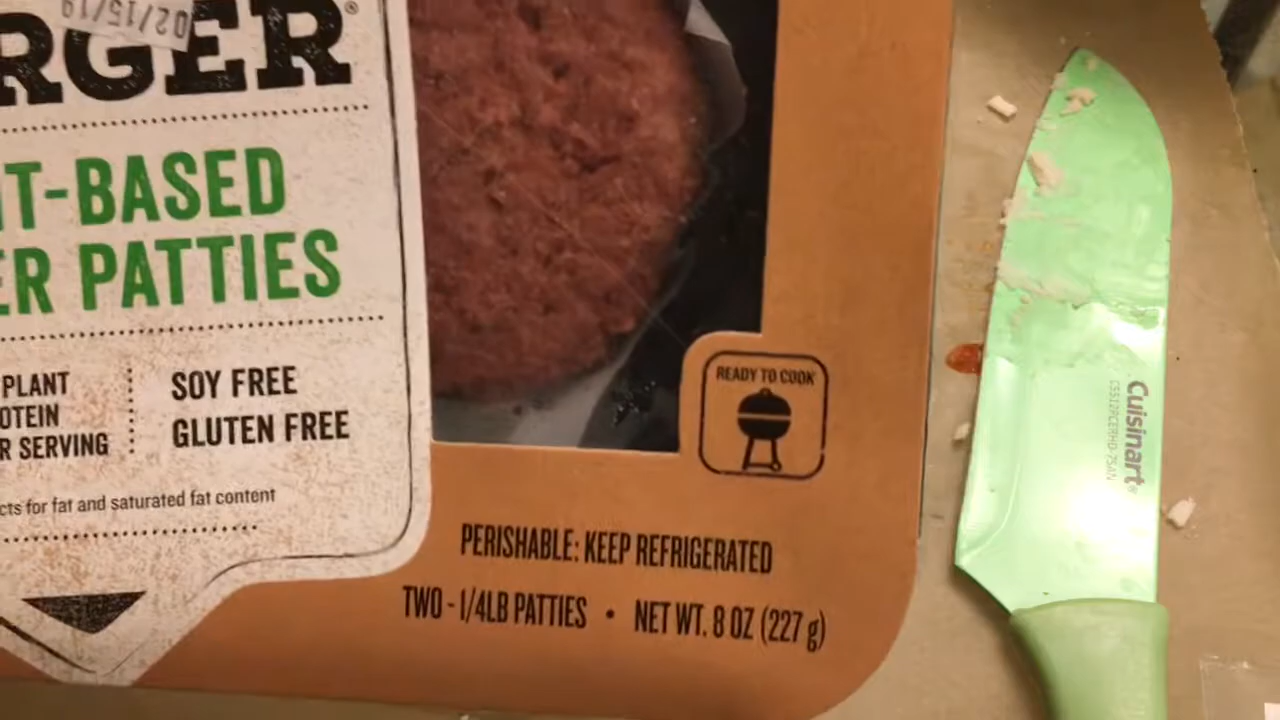 02/15/19
RGER®
T-BASED
ER PATTIES
PLANT
OTEIN
R SERVING
SOY FREE
GLUTEN FREE
cts for fat and saturated fat content
READY TO COOK
PERISHABLE: KEEP REFRIGERATED
TWO - 1/4LB PATTIES • NET WT. 8 OZ (227 g)
Cuisinart®